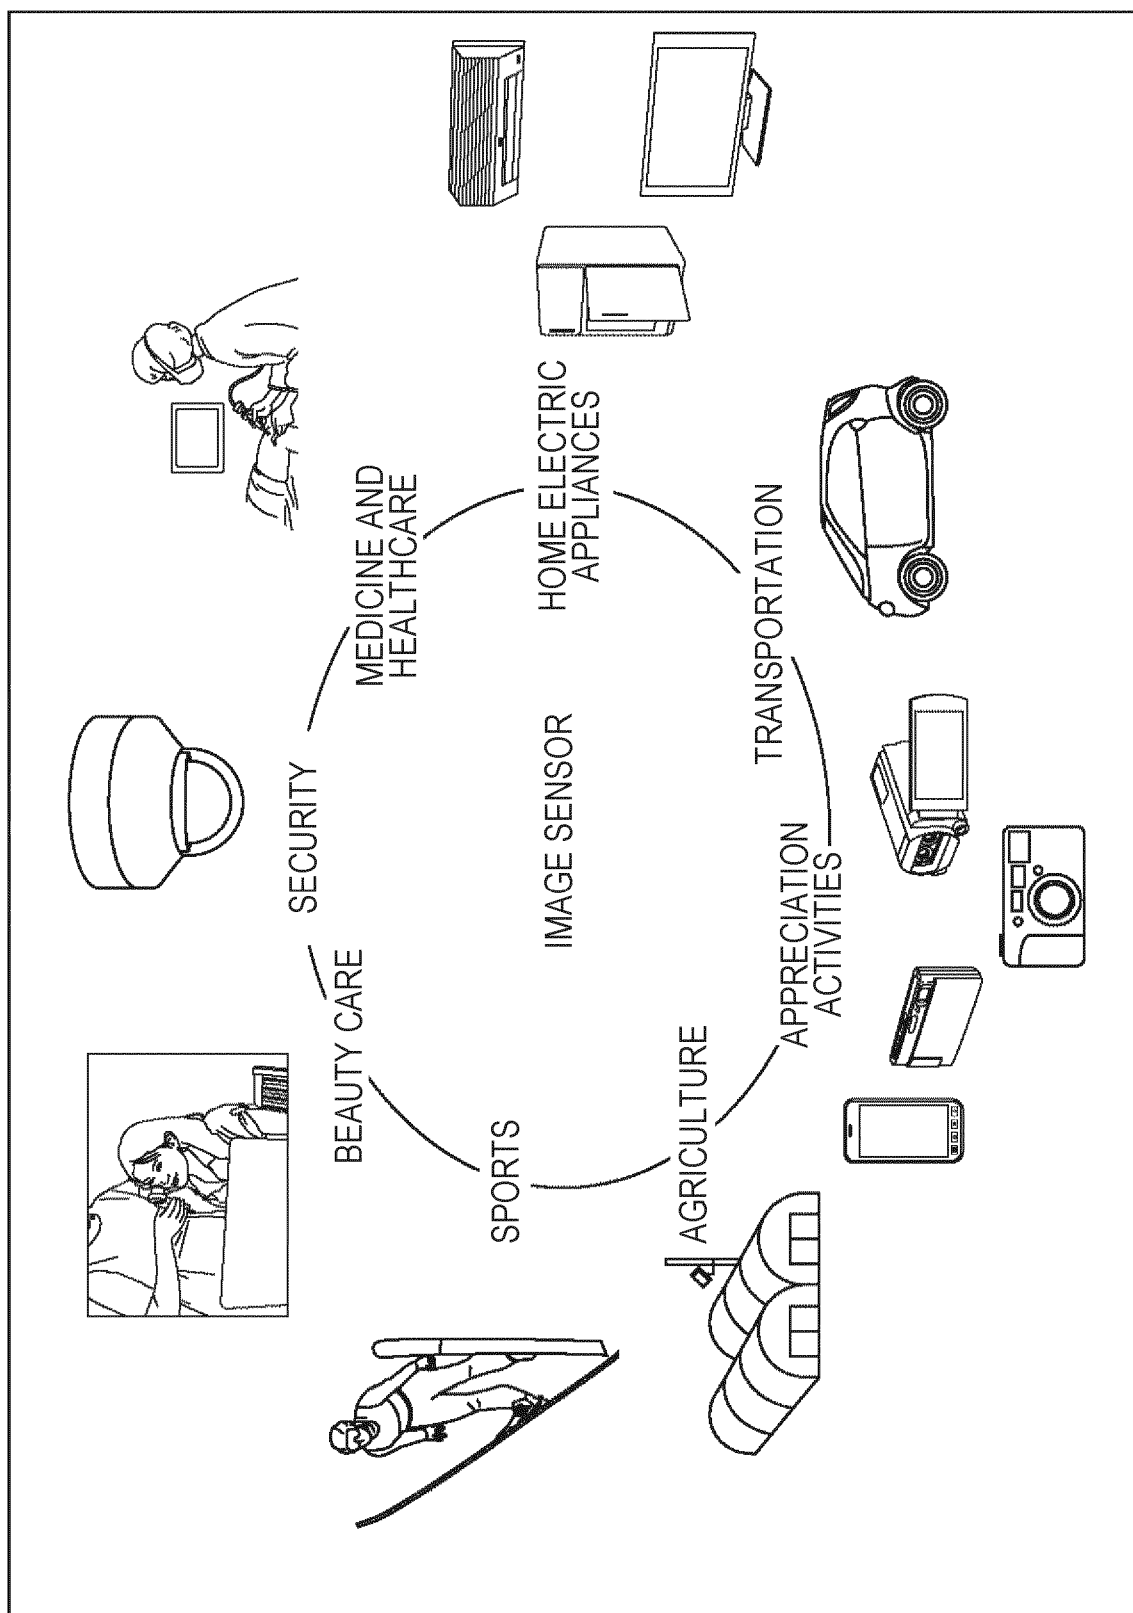 SECURITY
BEAUTY CARE
MEDICINE AND
HEALTHCARE
SPORTS
IMAGE SENSOR
HOME ELECTRIC
APPLIANCES
AGRICULTURE
TRANSPORTATION
APPRECIATION
ACTIVITIES